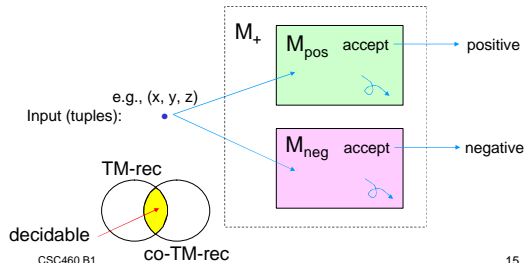 M+
Mpos accept positive
e.g., (x, y, z)
Input (tuples):
Mneg accept negative
TM-rec
decidable
co-TM-rec
CSC460 B1 15